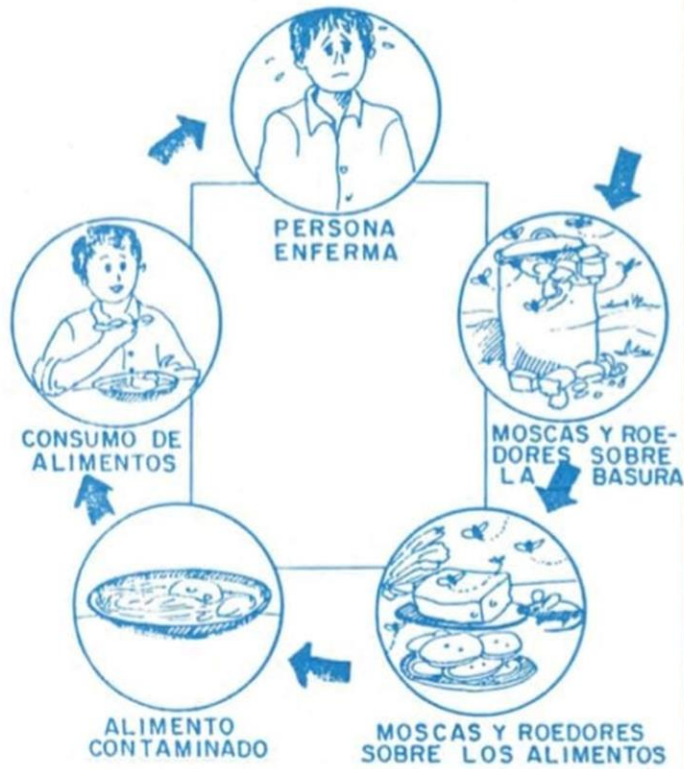 PERSONA
ENFERMA
MOSCAS Y ROE-
DORES SOBRE
LA BASURA
MOSCAS Y ROEDORES
SOBRE LOS ALIMENTOS
ALIMENTO
CONTAMINADO
CONSUMO DE
ALIMENTOS